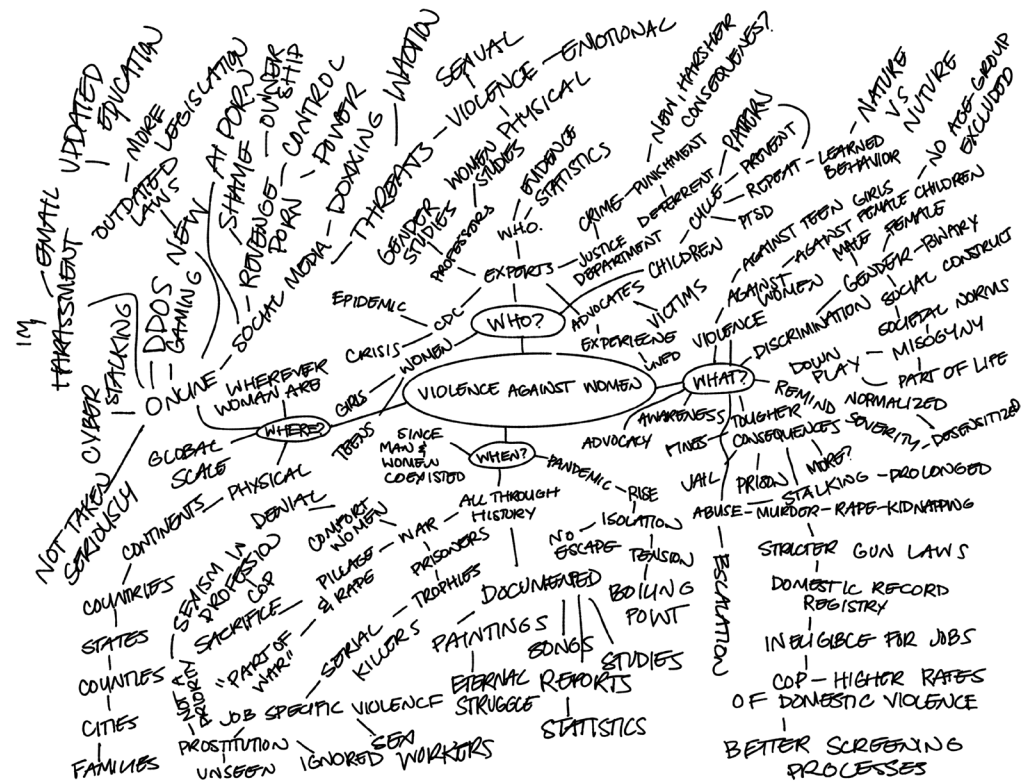 VIOLENCE AGAINST WOMEN
WHO?
WOMEN
GIRLS
TEENS
CDC
EPIDEMIC
CRISIS
EXPERTS
PROFESSORS
GENDER
STUDIES
WOMEN
STUDIES
WHO.
EVIDENCE
STATISTICS
JUSTICE
DEPARTMENT
CRIME - PUNISHMENT
NEW/HARSHER
CONSEQUENES?
DETERENT
CHILDREN
CYCLE
PATTERN
PREVENT
REPEAT - LEARNED
BEHAVIOR
NATURE
VS
NUTURE
PTSD
ADVOCATES
VICTIMS
EXPERIENE
INFO
WHAT?
VIOLENCE
AGAINST
WOMEN
AGAINST TEEN GIRLS
AGAINST FEMALE CHILDREN
NO AGE GROUP
EXCLUDED
DISCRIMINATION
GENDER - BINARY
MALE
FEMALE
SOCIAL CONSTRUCT
SOCIETAL NORMS
MISOGYNY
DOWN
PLAY
PART OF LIFE
NORMALIZED
REMIND
SEVERITY - DESENSITIZED
AWARENESS
ADVOCACY
TOUGHER
CONSEQUENCES
FINES
JAIL
PRISON
MORE?
STALKING - PROLONGED
ABUSE - MURDER - RAPE - KIDNAPPING
ESCALATION
STRICTER GUN LAWS
DOMESTIC RECORD
REGISTRY
INELIGIBLE FOR JOBS
COP - HIGHER RATES
OF DOMESTIC VIOLENCE
BETTER SCREENING
PROCESSES
WHEN?
SINCE
MAN &
WOMEN
COEXISTED
PANDEMIC
RISE
ISOLATION
NO
ESCAPE
TENSION
BOILING
POINT
ALL THROUGH
HISTORY
WAR
COMFORT
WOMEN
DENIAL
PILLAGE
& RAPE
PRISONERS
TROPHIES
SACRIFICE
"PART OF
WAR"
DOCUMENTED
PAINTINGS
ETERNAL
STRUGGLE
SONGS
REPORTS
STATISTICS
STUDIES
SERIAL
KILLERS
JOB SPECIFIC VIOLENCE
SEX
WORKERS
IGNORED
PROSTITUTION
UNSEEN
NOT A
PRIORITY
SEXISM IN
PROFESSION
COP
WHERE?
WHEREVER
WOMAN ARE
GLOBAL
SCALE
PHYSICAL
CONTINENTS
COUNTRIES
STATES
COUNTIES
CITIES
FAMILIES
ONLINE
NOT TAKEN
SERIOUSLY
CYBER
STALKING
HARASSMENT
IM,
EMAIL
DDOS
GAMING
NEW
OUTDATED
LAWS
MORE
LEGISLATION
UPDATED
EDUCATION
AI PORN
SHAME
REVENGE
PORN
OWNER
SHIP
CONTROL
POWER
SOCIAL MEDIA - DOXXING
THREATS - VIOLENCE - EMOTIONAL
SEXUAL
PHYSICAL